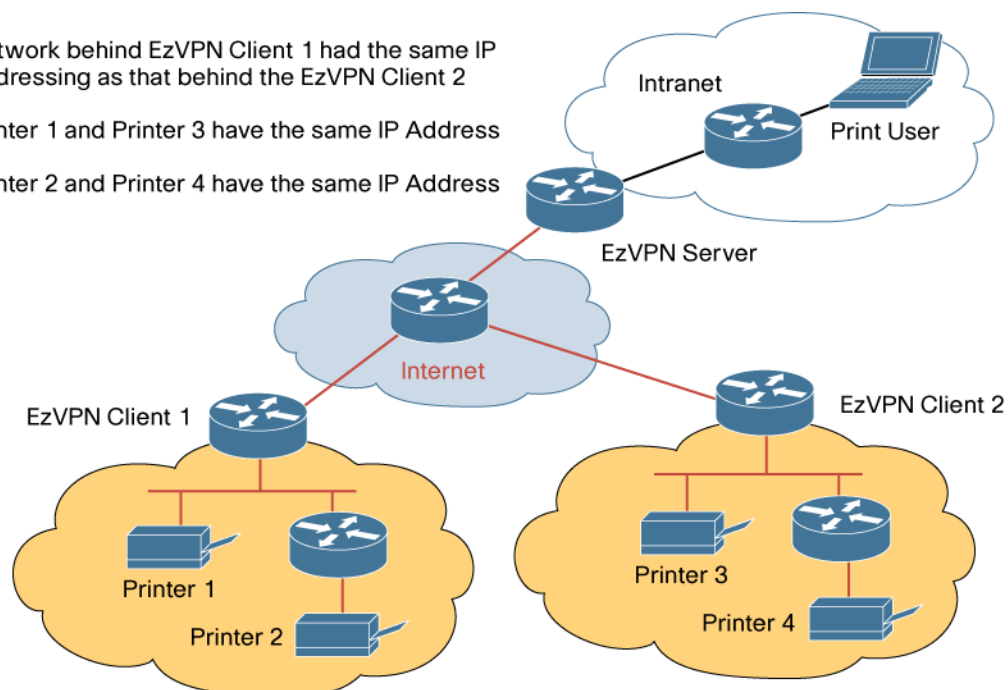 twork behind EzVPN Client 1 had the same IP
dressing as that behind the EzVPN Client 2
nter 1 and Printer 3 have the same IP Address
nter 2 and Printer 4 have the same IP Address
Intranet
Print User
EzVPN Server
Internet
EzVPN Client 1
EzVPN Client 2
Printer 1
Printer 2
Printer 3
Printer 4